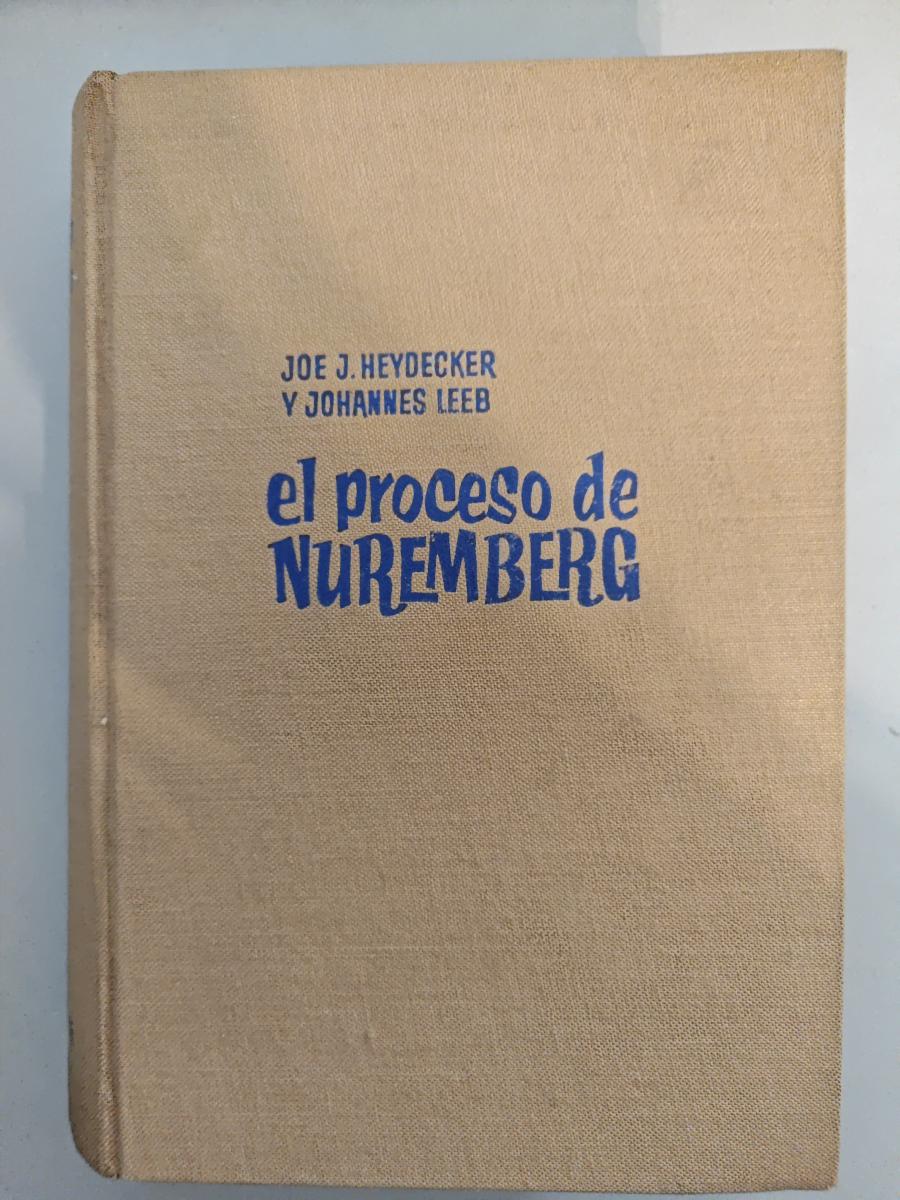 JOE J. HEYDECKER
Y JOHANNES LEEB
el proceso de
NUREMBERG